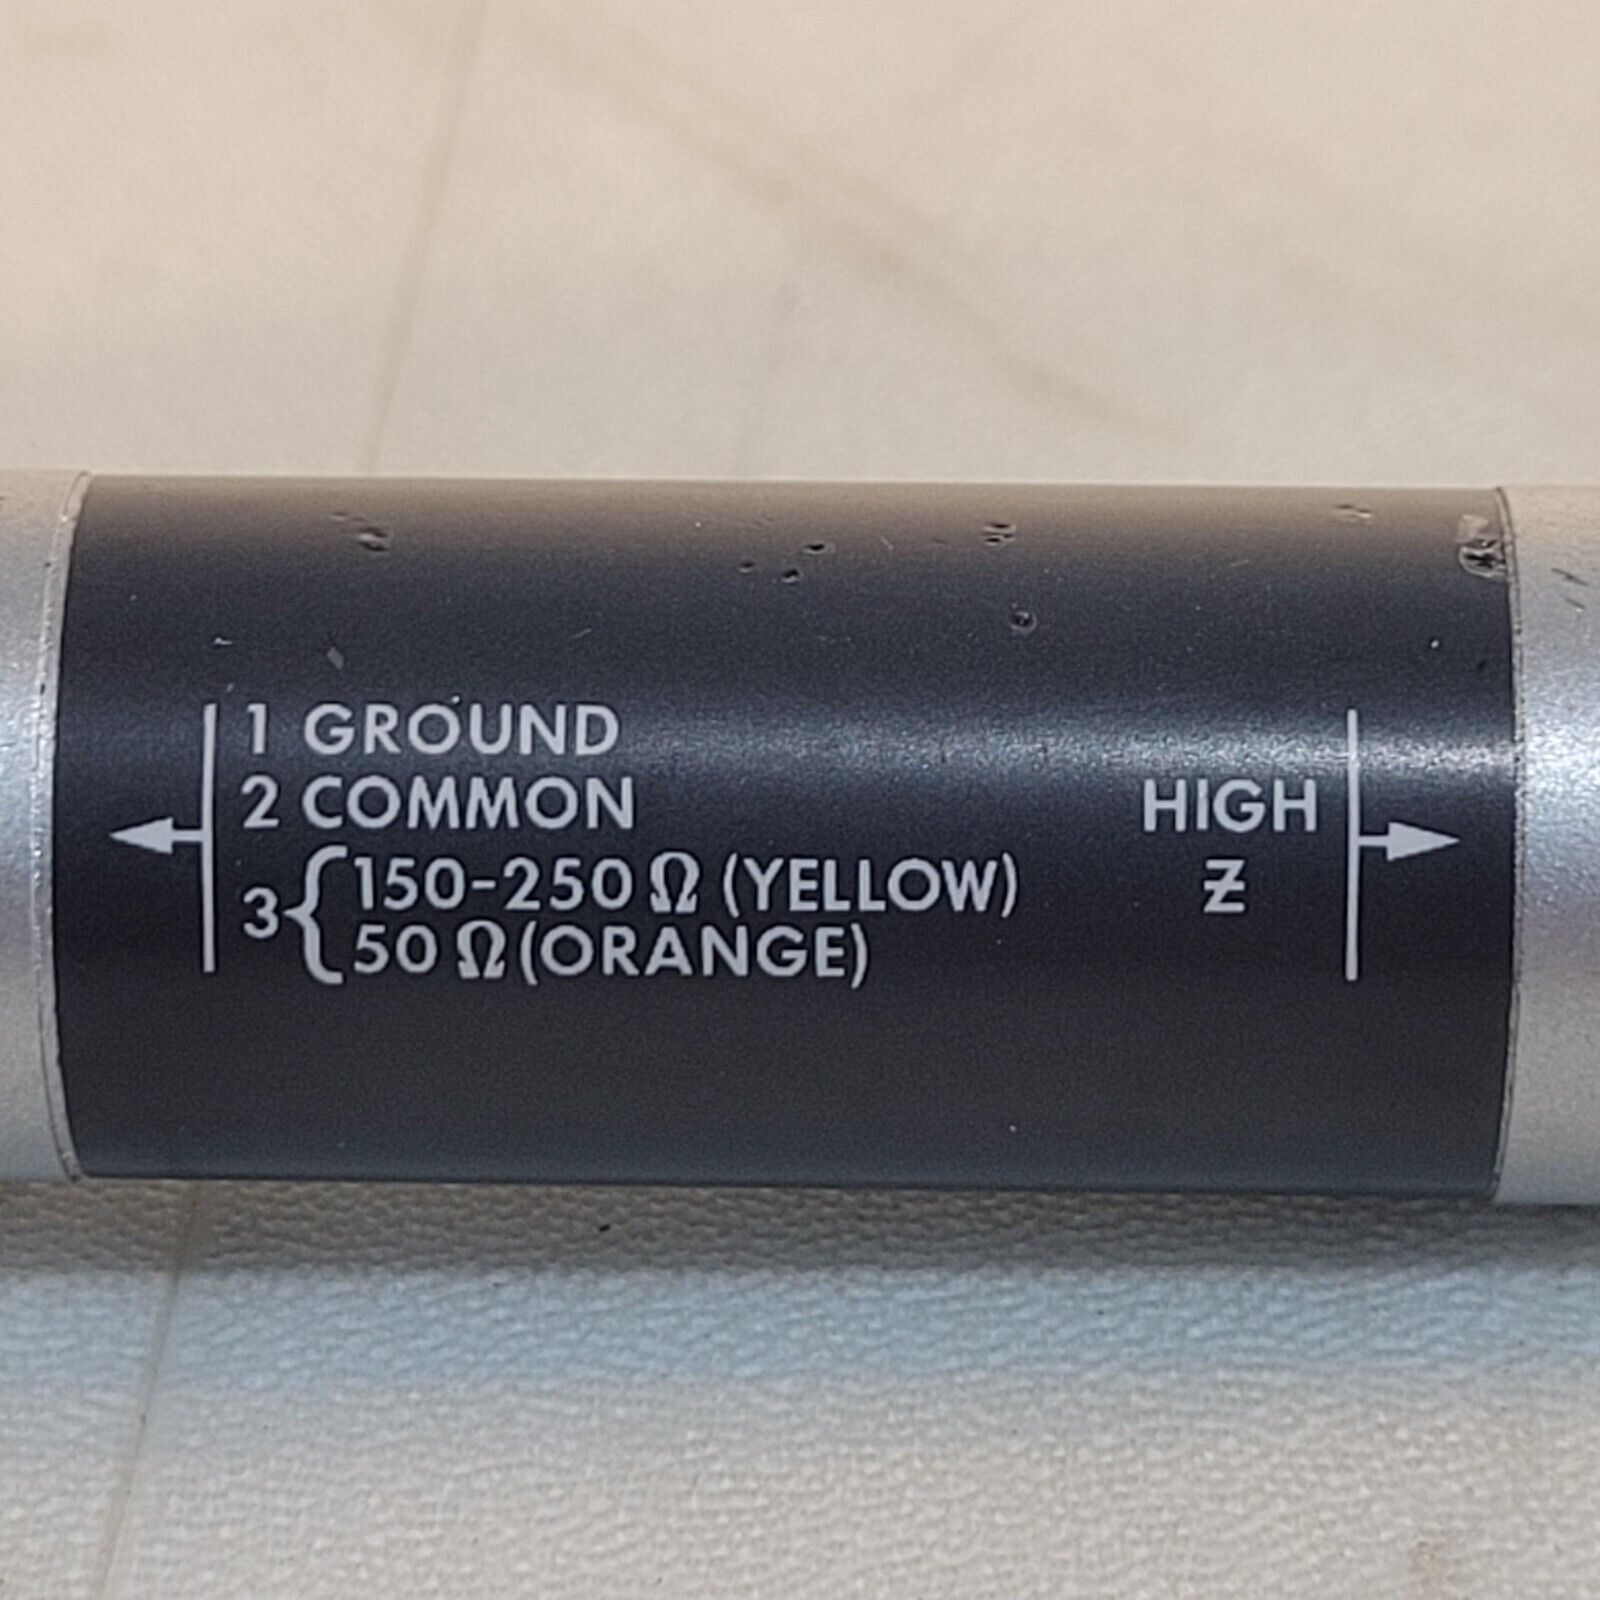 1 GROUND
2 COMMON
3 { 150-250 Ω (YELLOW)
50 Ω (ORANGE)
HIGH
Ƶ